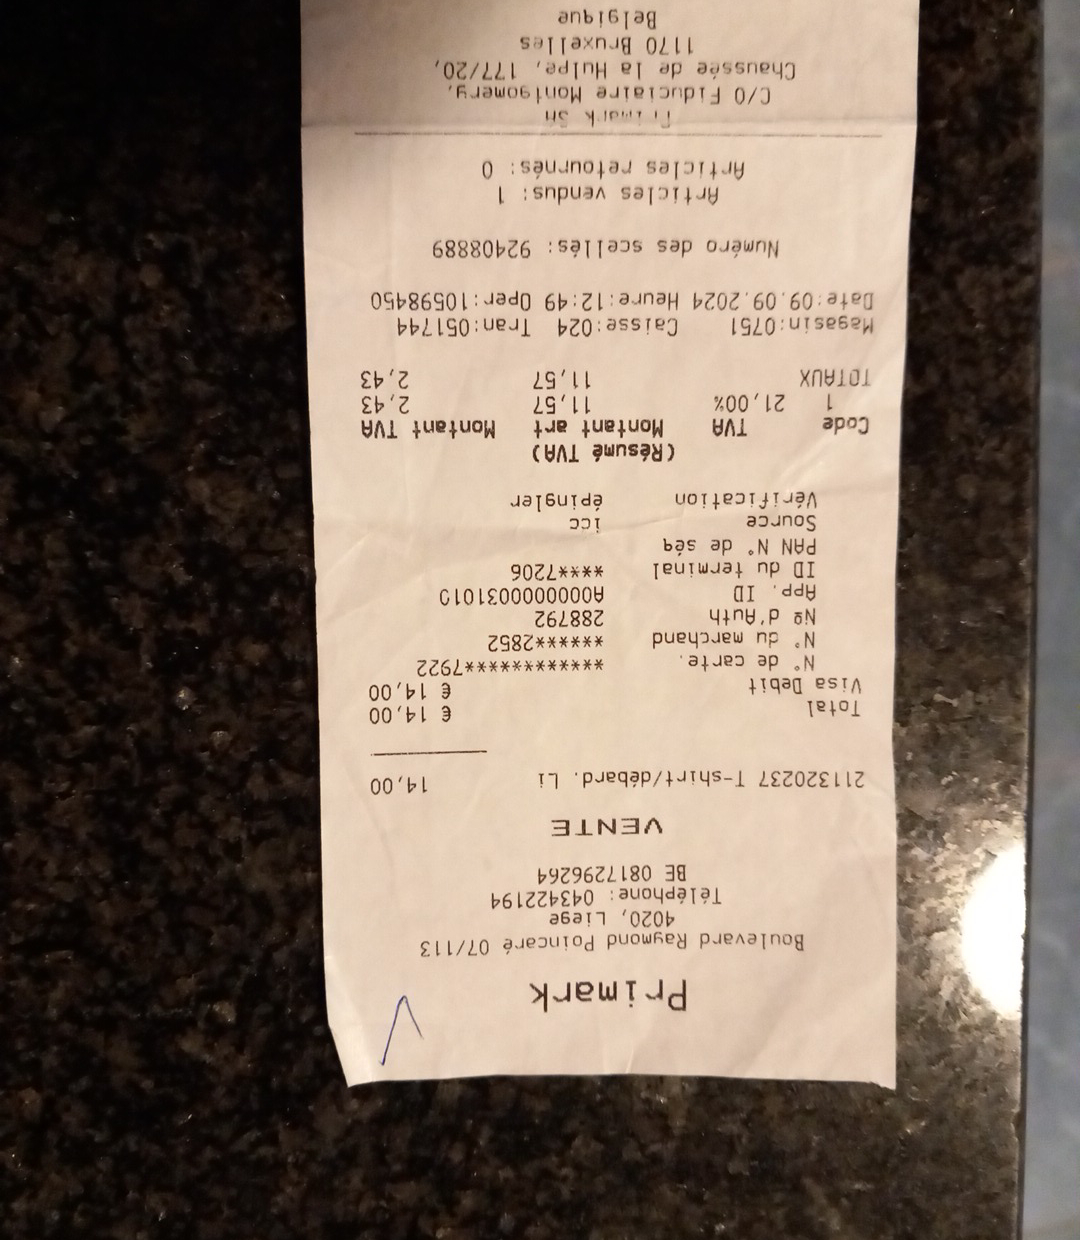 Primark
Boulevard Raymond Poincaré 07/113
4020, Liege
Téléphone: 043422194
BE 0817296264
VENTE
211320237 T-shirt/débard. Li 14,00
Total € 14,00
Visa Debit € 14,00
N° de carte. *************7922
N° du marchand ******2852
Nº d'Auth 288792
App. ID A0000000031010
ID du terminal ****7206
PAN N° de séq
Source icc
Vérification épingler
(Résumé TVA)
Code TVA Montant art Montant TVA
1 21,00% 11,57 2,43
TOTAUX 11,57 2,43
Magasin:0751 Caisse:024 Tran:051744
Date:09.09.2024 Heure:12:49 Oper:10598450
Numéro des scellés: 92408889
Articles vendus: 1
Articles retournés: 0
Primark SA
C/O Fiduciaire Montgomery,
Chaussée de la Hulpe, 177/20,
1170 Bruxelles
Belgique